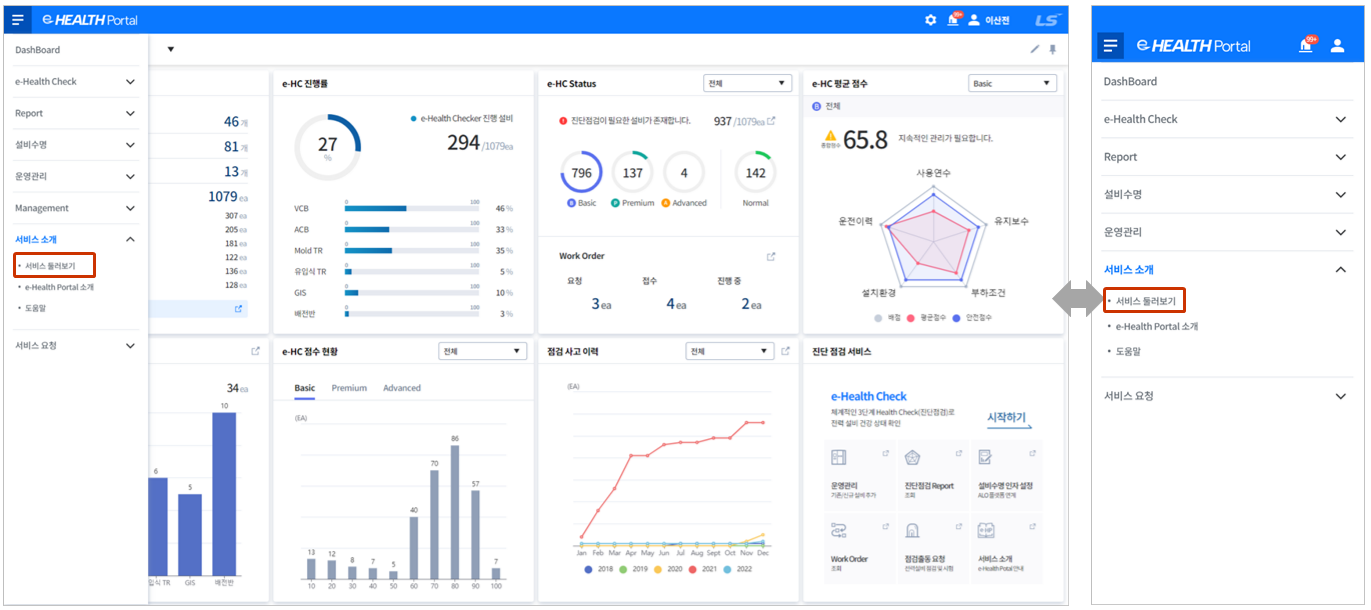 e-HEALTH Portal
99+
이산전
LS
DashBoard
e-Health Check
Report
설비수명
운영관리
Management
서비스 소개
• 서비스 둘러보기
• e-Health Portal 소개
• 도움말
서비스 요청
46 개
81 개
13 개
1079 ea
307 ea
205 ea
181 ea
122 ea
136 ea
128 ea
e-HC 진행률
27
%
e-Health Checker 진행 설비
294 /1079ea
0 100
VCB 46 %
0 100
ACB 33 %
0 100
Mold TR 35 %
0 100
유입식 TR 5 %
0 100
GIS 10 %
0 100
배전반 3 %
e-HC Status
전체
진단점검이 필요한 설비가 존재합니다.
937 /1079ea
796 137 4 142
B Basic P Premium A Advanced Normal
Work Order
요청 접수 진행 중
3 ea 4 ea 2 ea
e-HC 평균 점수
Basic
B 전체
종합점수
65.8
지속적인 관리가 필요합니다.
사용연수
운전이력
유지보수
설치환경
부하조건
배점 평균점수 안전점수
34 ea
10
6
5
입식 TR GIS 배전반
e-HC 점수 현황
전체
Basic Premium Advanced
(EA)
86
70
57
40
13 12 8 7 5 7
10 20 30 40 50 60 70 80 90 100
점검 사고 이력
전체
(EA)
Jan Feb Mar Apr May Jun Jul Aug Sept Oct Nov Dec
2018 2019 2020 2021 2022
진단 점검 서비스
e-Health Check
체계적인 3단계 Health Check(진단점검)로
전력 설비 건강 상태 확인
시작하기
운영관리
기존/신규 설비 추가
진단점검 Report
조회
설비수명 인자 설정
ALO 플랫폼 연계
Work Order
조회
점검출동 요청
전력설비 점검 및 시험
e-HP
서비스 소개
e-Health Potal 안내
e-HEALTH Portal
99+
DashBoard
e-Health Check
Report
설비수명
운영관리
서비스 소개
• 서비스 둘러보기
• e-Health Portal 소개
• 도움말
서비스 요청